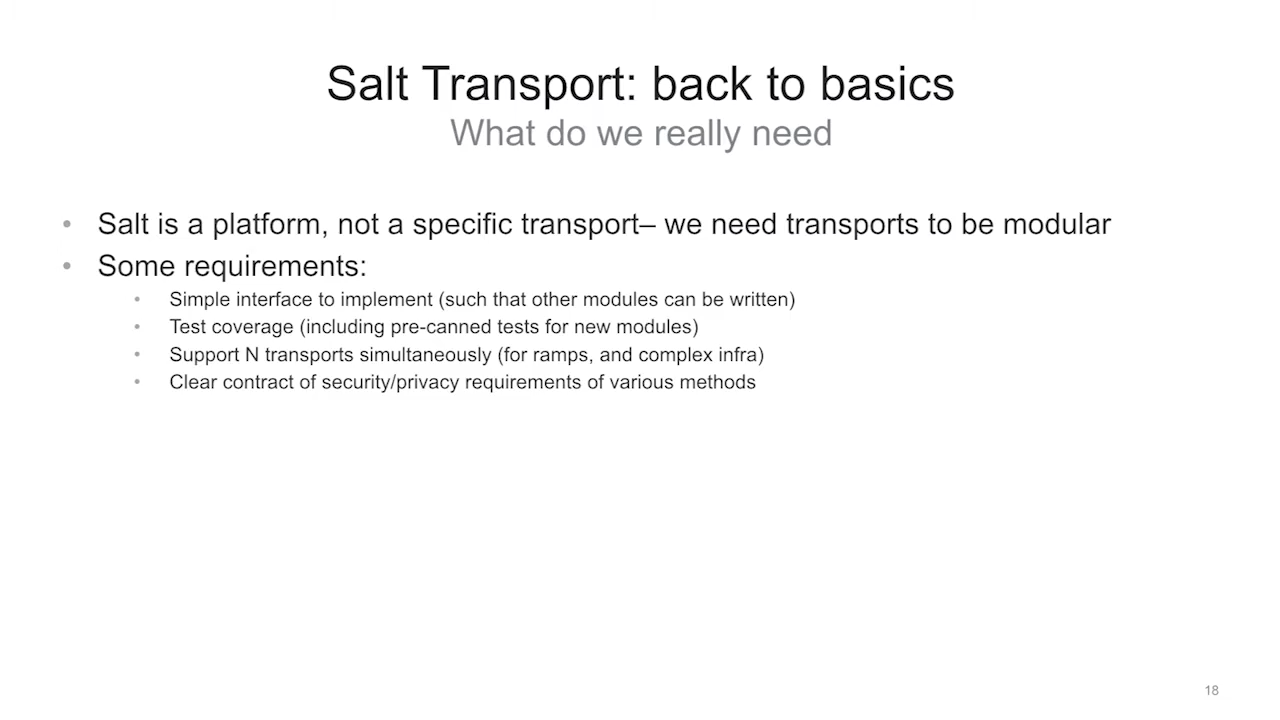 Salt Transport: back to basics
What do we really need
• Salt is a platform, not a specific transport– we need transports to be modular
• Some requirements:
• Simple interface to implement (such that other modules can be written)
• Test coverage (including pre-canned tests for new modules)
• Support N transports simultaneously (for ramps, and complex infra)
• Clear contract of security/privacy requirements of various methods
18